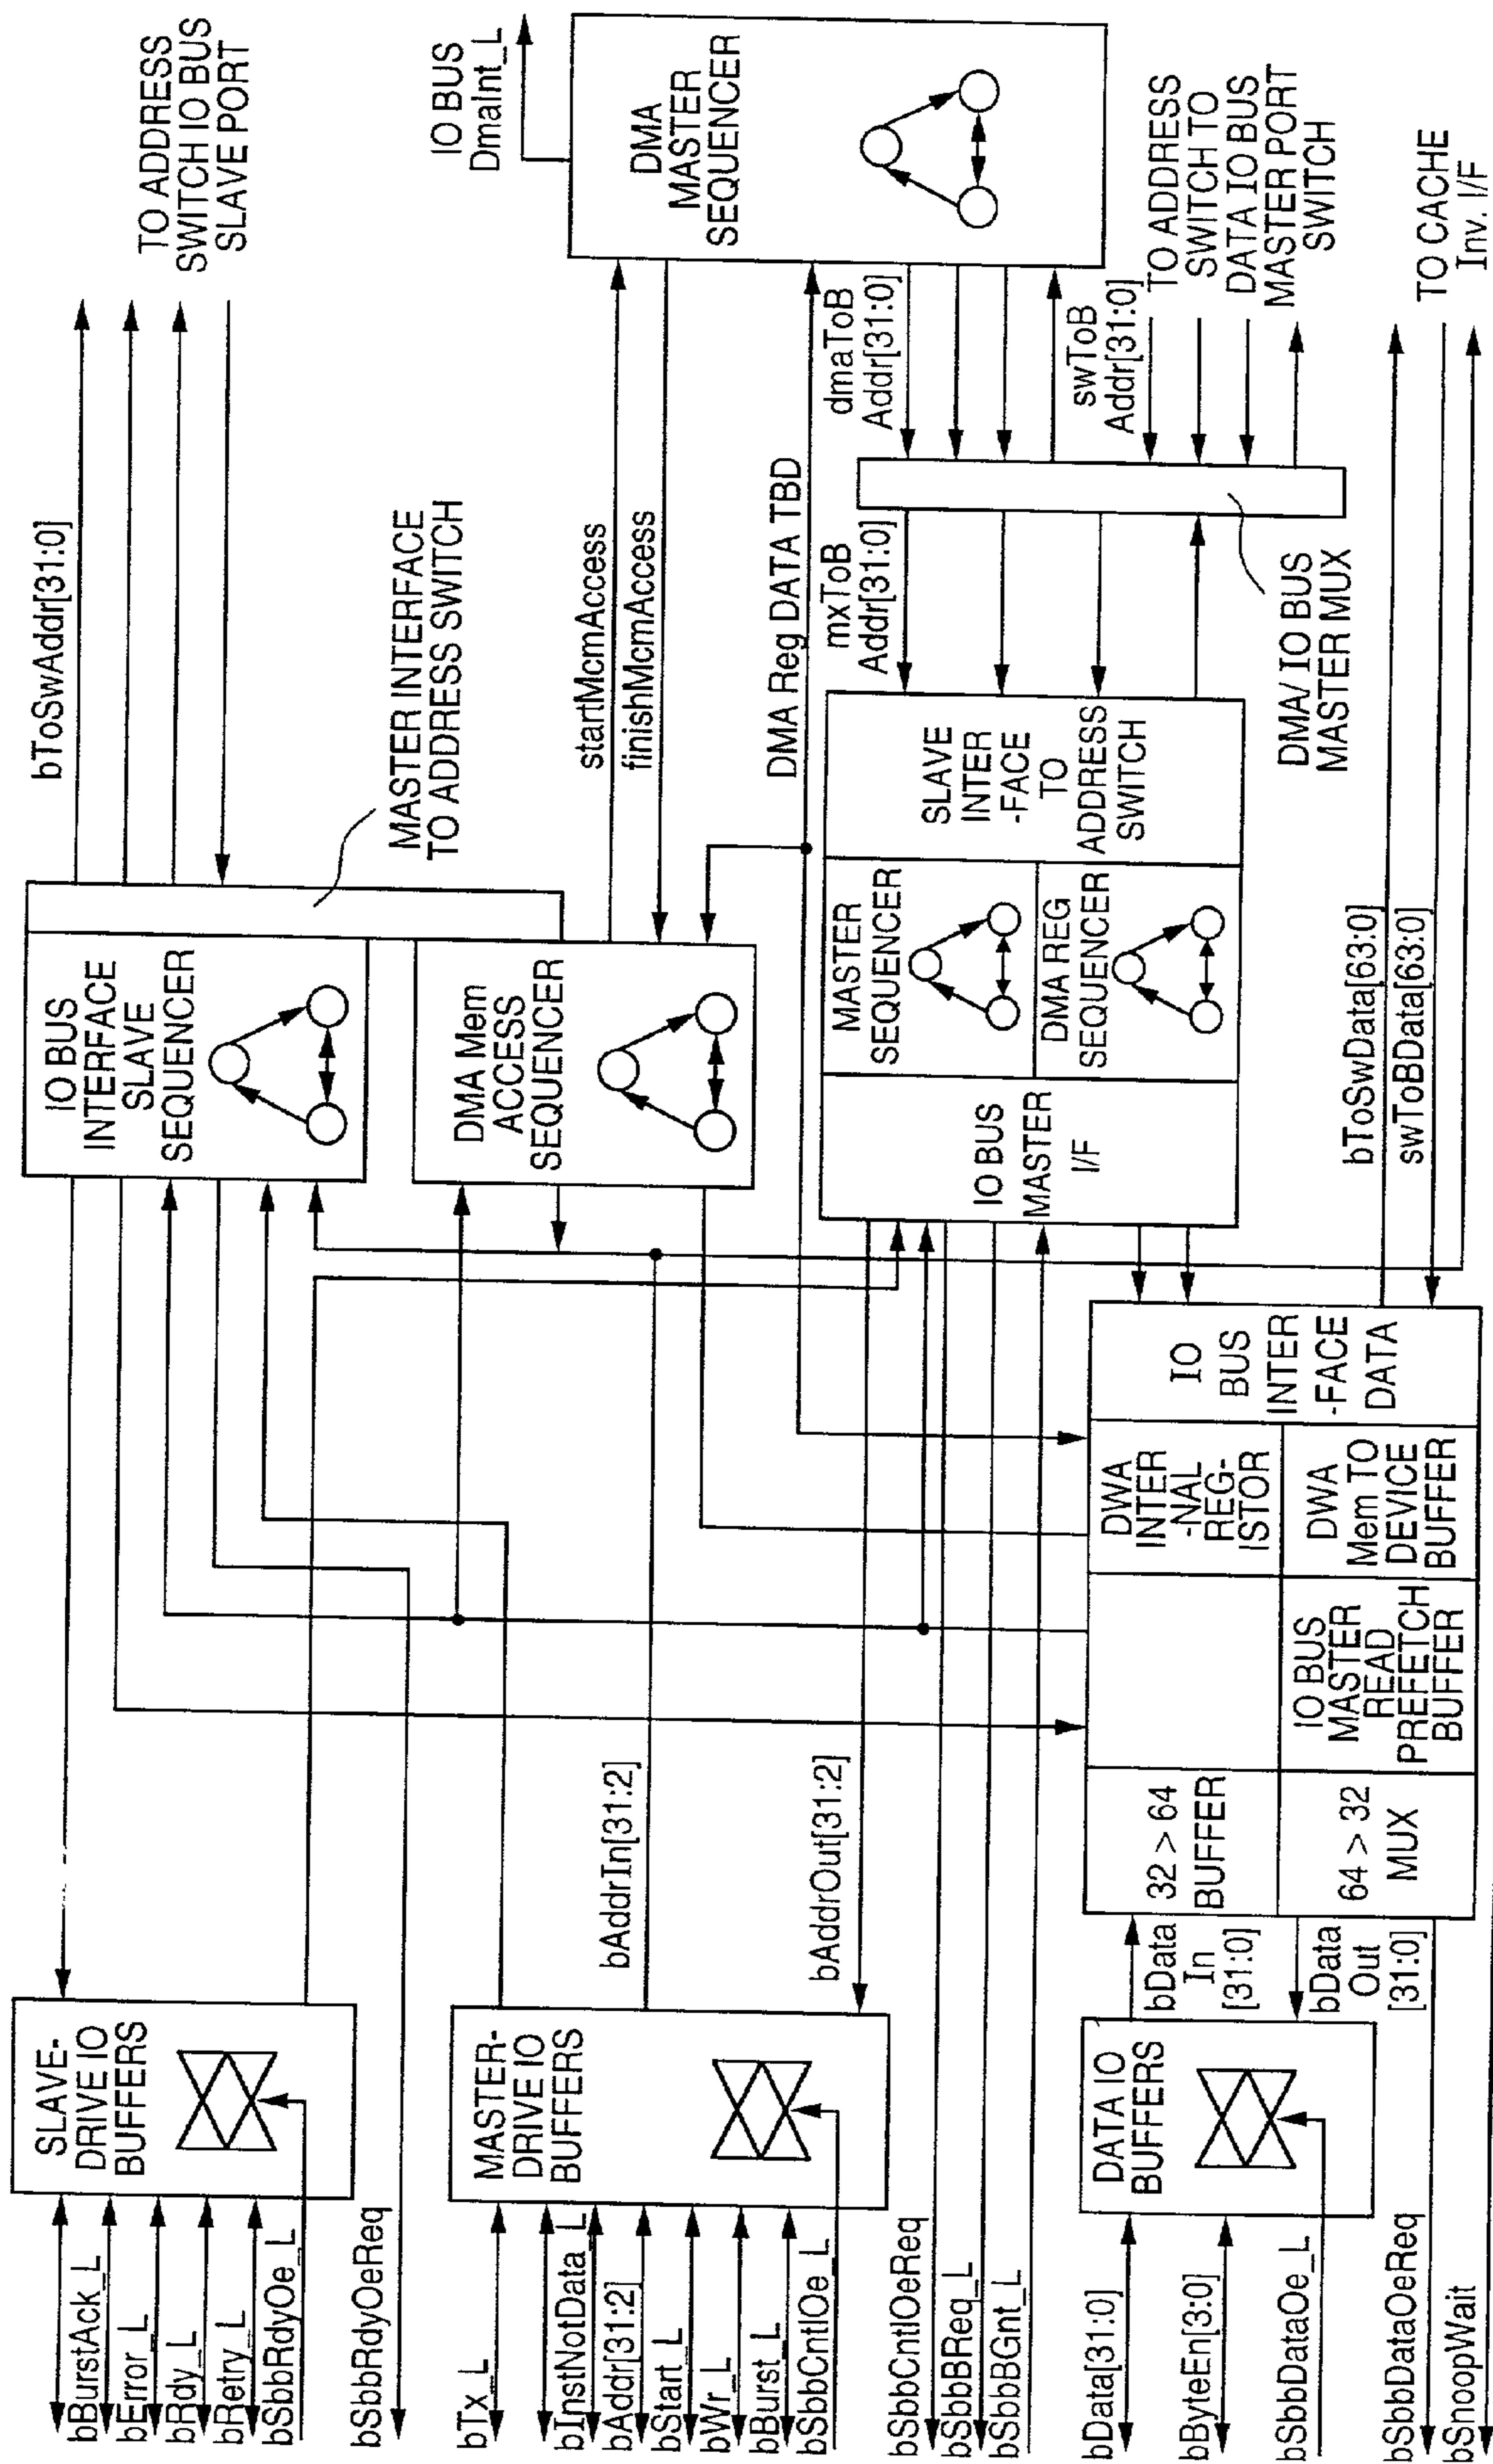 bBurstAck_L
bError_L
bRdy_L
bRetry_L
bSbbRdyOe_L
bSbbRdyOeReq
bTx_L
bInstNotData_L
bAddr[31:2]
bStart_L
bWr_L
bBurst_L
bSbbCntlOe_L
bSbbCntlOeReq
bSbbBReq_L
bSbbBGnt_L
bData[31:0]
bByteEn[3:0]
bSbbDataOe_L
bSbbDataOeReq
bSnoopWait
SLAVE-
DRIVE IO
BUFFERS
MASTER-
DRIVE IO
BUFFERS
DATA IO
BUFFERS
bAddrIn[31:2]
bAddrOut[31:2]
bData
In
[31:0]
bData
Out
[31:0]
32 > 64
BUFFER
64 > 32
MUX
IO BUS
MASTER
READ
PREFETCH
BUFFER
DWA
INTER
-NAL
REG-
ISTOR
DWA
Mem TO
DEVICE
BUFFER
IO
BUS
INTER
-FACE
DATA
IO BUS
INTERFACE
SLAVE
SEQUENCER
DMA Mem
ACCESS
SEQUENCER
IO BUS
MASTER
I/F
MASTER
SEQUENCER
DMA REG
SEQUENCER
SLAVE
INTER
-FACE
TO
ADDRESS
SWITCH
MASTER INTERFACE
TO ADDRESS SWITCH
bToSwAddr[31:0]
startMcmAccess
finishMcmAccess
DMA Reg DATA TBD
mxToB
Addr[31:0]
DMA/ IO BUS
MASTER MUX
bToSwData[63:0]
swToBData[63:0]
dmaToB
Addr[31:0]
swToB
Addr[31:0]
TO ADDRESS
SWITCH IO BUS
SLAVE PORT
IO BUS
DmaInt_L
DMA
MASTER
SEQUENCER
TO ADDRESS
SWITCH TO
DATA IO BUS
MASTER PORT
SWITCH
TO CACHE
Inv. I/F